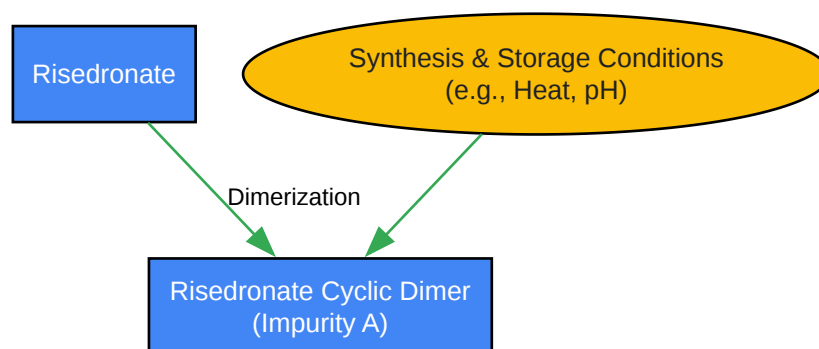 Risedronate
Synthesis & Storage Conditions
(e.g., Heat, pH)
Dimerization
Risedronate Cyclic Dimer
(Impurity A)